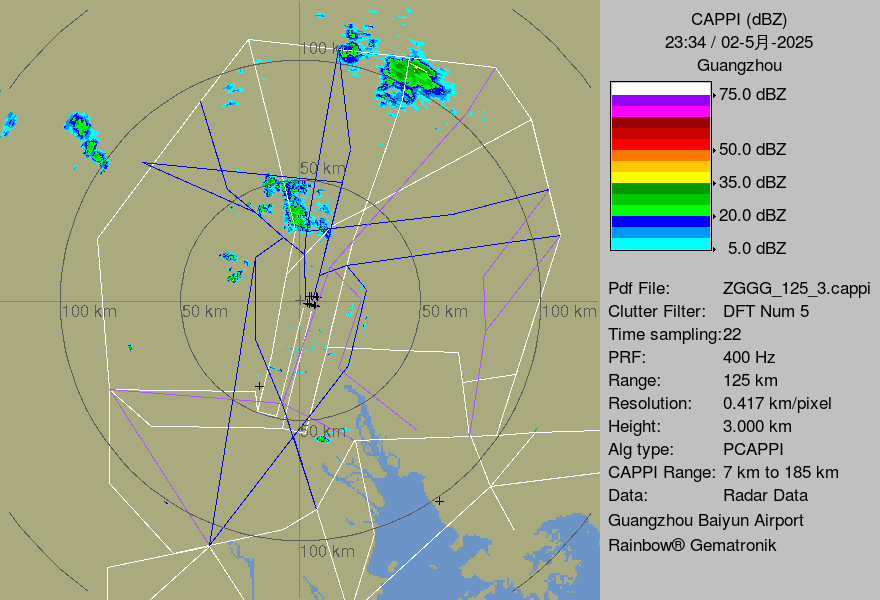 CAPPI (dBZ)
23:34 / 02-5月-2025
Guangzhou
75.0 dBZ
50.0 dBZ
35.0 dBZ
20.0 dBZ
5.0 dBZ
Pdf File: ZGGG_125_3.cappi
Clutter Filter: DFT Num 5
Time sampling:22
PRF: 400 Hz
Range: 125 km
Resolution: 0.417 km/pixel
Height: 3.000 km
Alg type: PCAPPI
CAPPI Range: 7 km to 185 km
Data: Radar Data
Guangzhou Baiyun Airport
Rainbow® Gematronik
100 km
50 km
100 km
50 km
50 km
100 km
50 km
100 km